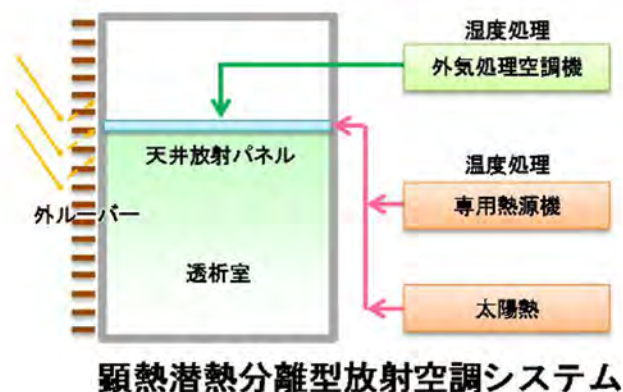 湿度処理
外気処理空調機
天井放射パネル
温度処理
専用熱源機
外ルーバー
透析室
太陽熱
顕熱潜熱分離型放射空調システム